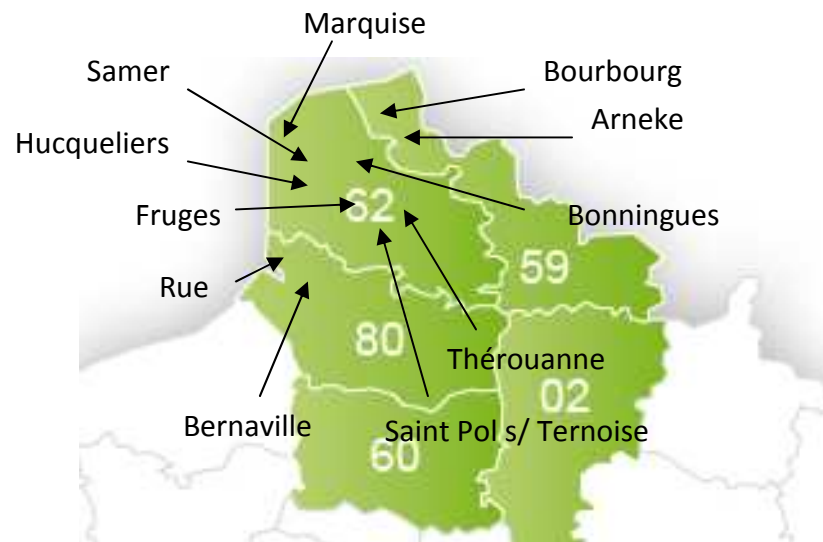 Marquise
Samer
Bourbourg
Arneke
Hucqueliers
62
Fruges
Bonningues
59
Rue
80
Thérouanne
02
Bernaville
Saint Pol s/ Ternoise
60